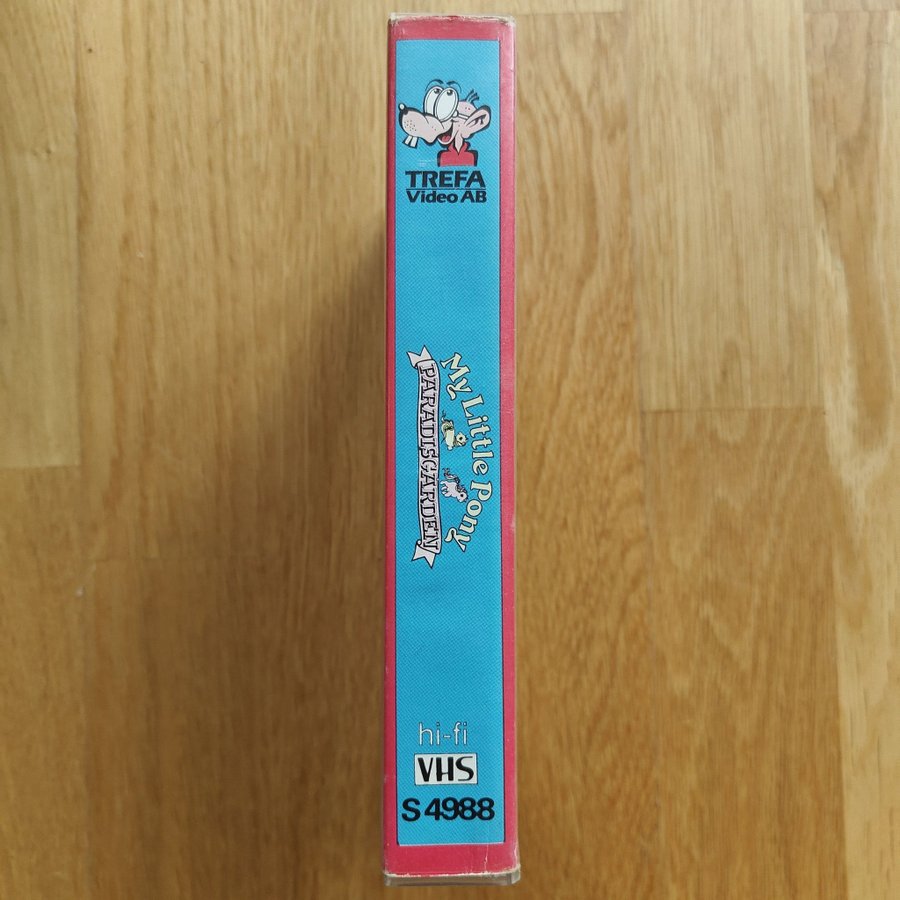 TREFA
Video AB
My Little Pony
PARADISGÅRDEN
hi-fi
VHS
S 4988